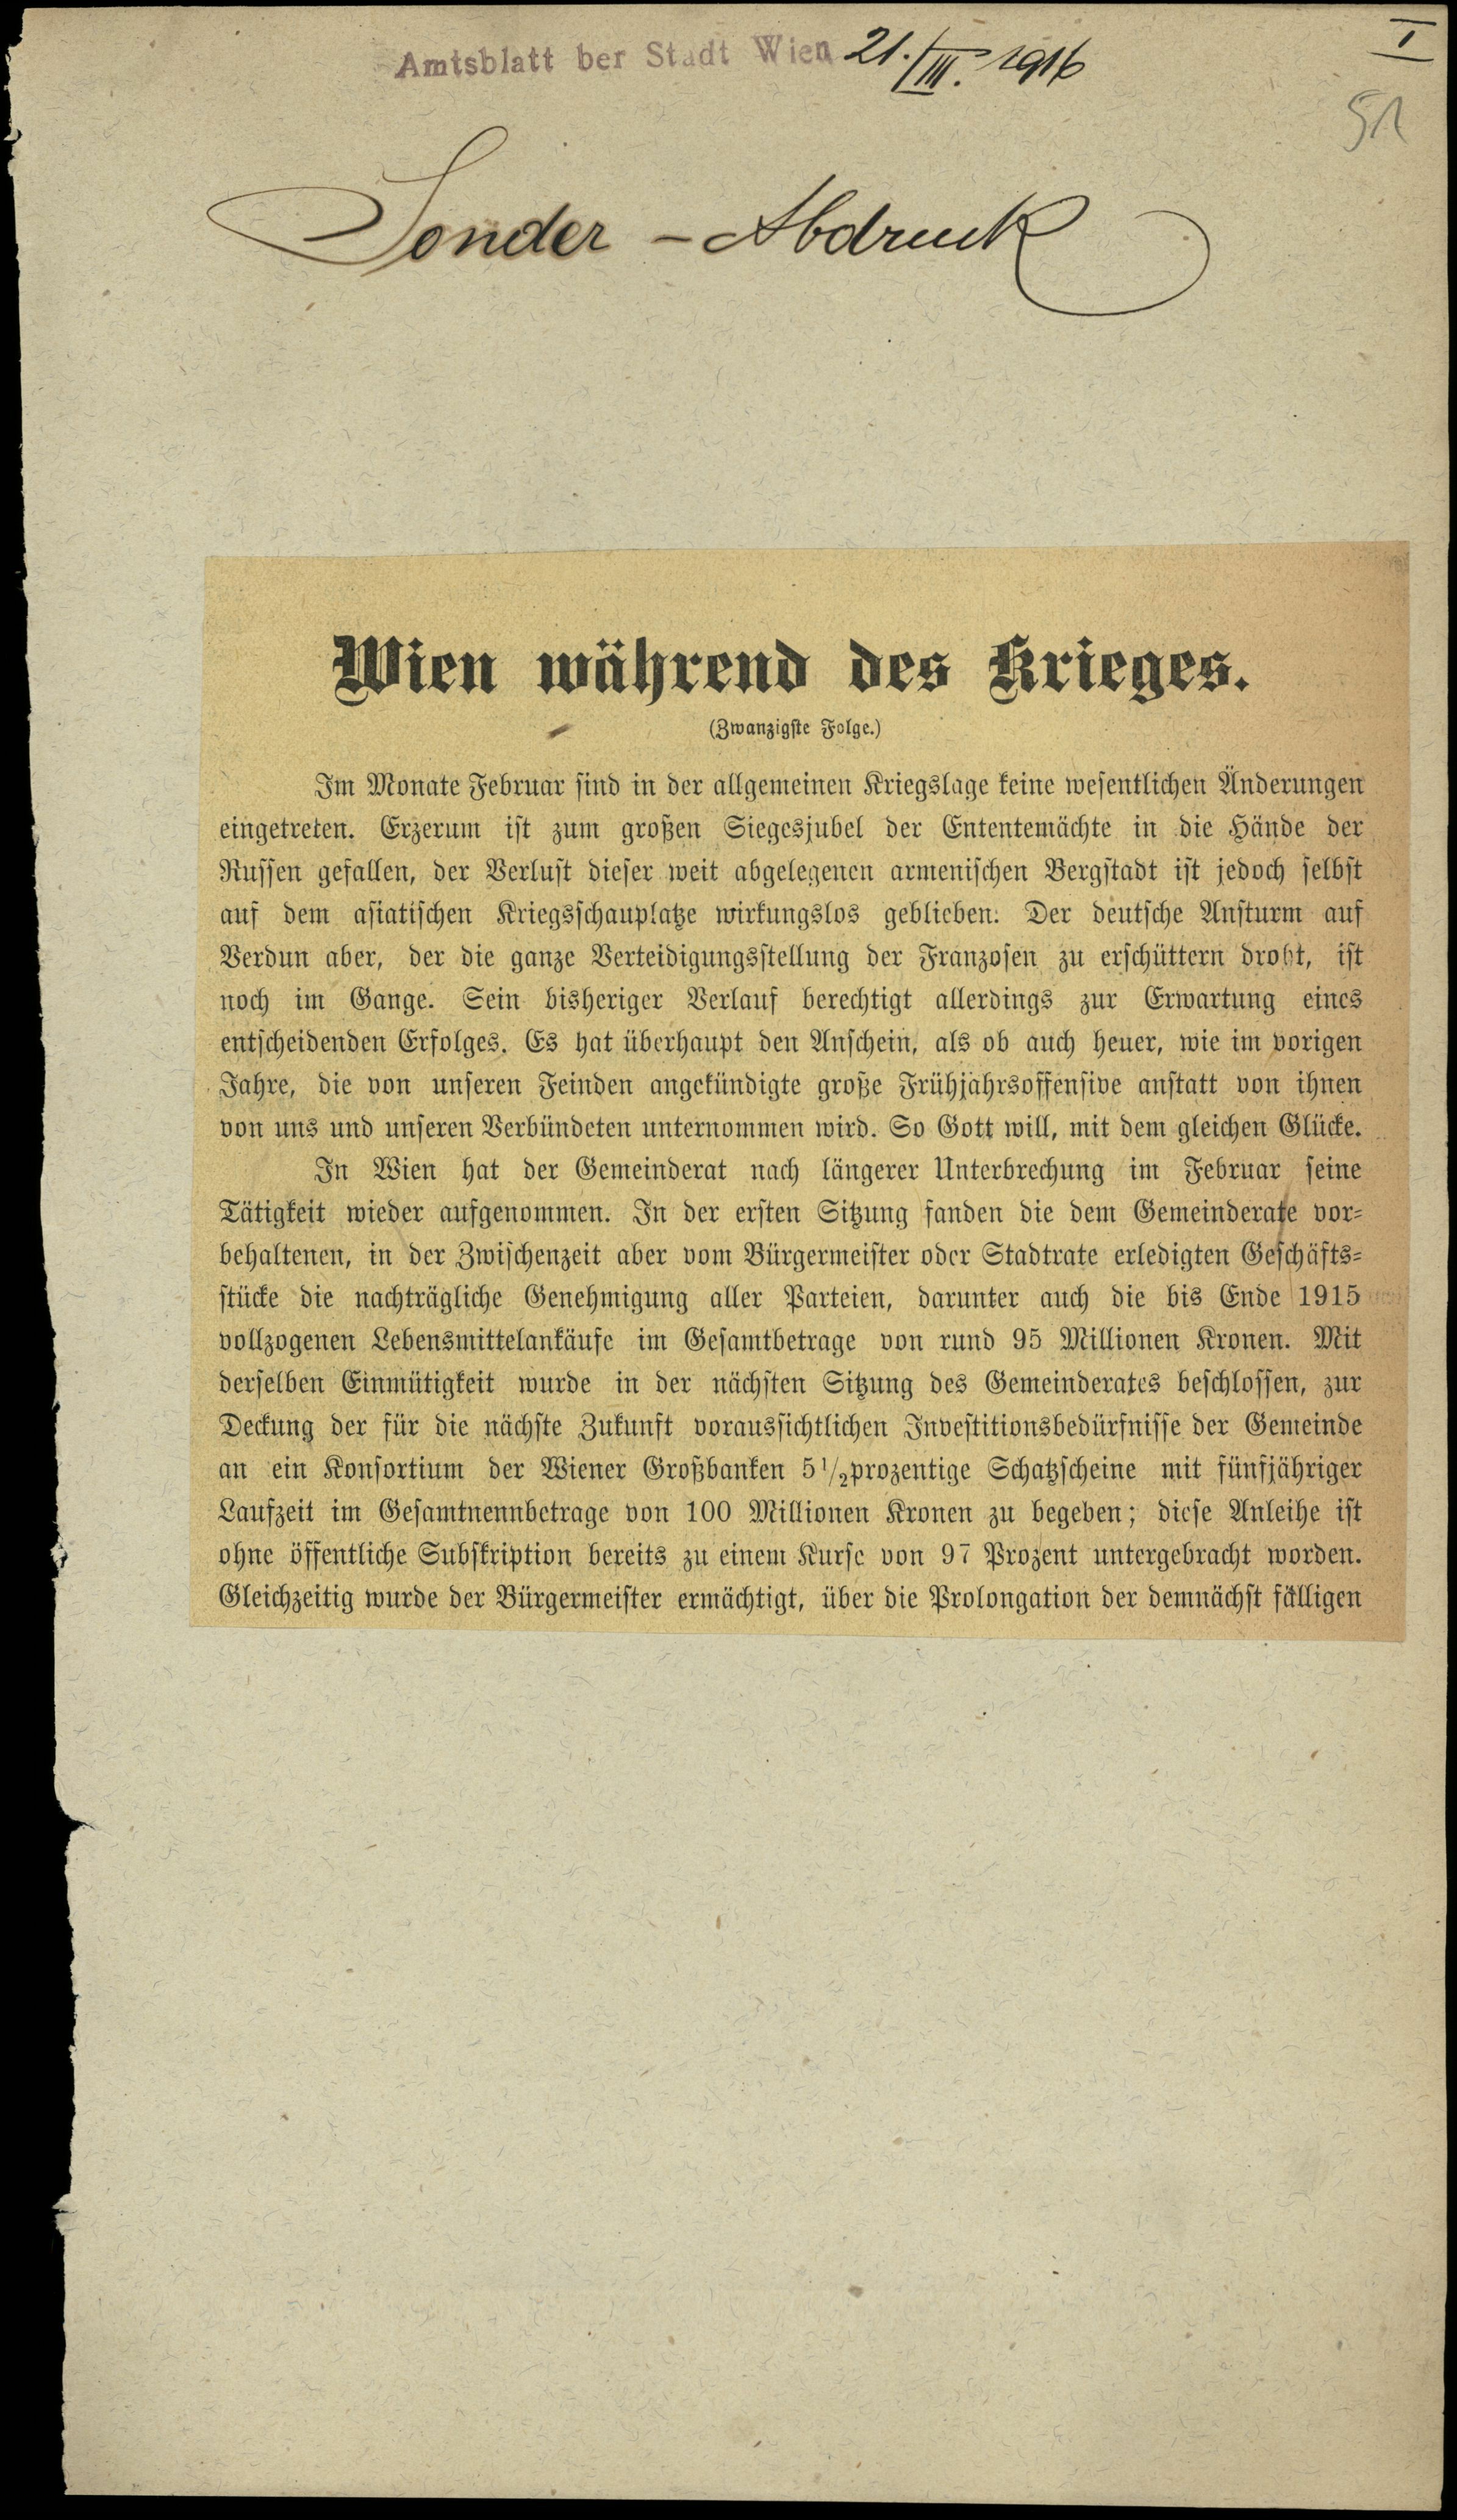 Amtsblatt der Stadt Wien 21./III. 1916
I
51
Sonder-Abdruck
Wien während des Krieges.
(Zwanzigste Folge.)
Im Monate Februar sind in der allgemeinen Kriegslage keine wesentlichen Änderungen
eingetreten. Erzerum ist zum großen Siegesjubel der Ententemächte in die Hände der
Russen gefallen, der Verlust dieser weit abgelegenen armenischen Bergstadt ist jedoch selbst
auf dem asiatischen Kriegsschauplatze wirkungslos geblieben. Der deutsche Ansturm auf
Verdun aber, der die ganze Verteidigungsstellung der Franzosen zu erschüttern droht, ist
noch im Gange. Sein bisheriger Verlauf berechtigt allerdings zur Erwartung eines
entscheidenden Erfolges. Es hat überhaupt den Anschein, als ob auch heuer, wie im vorigen
Jahre, die von unseren Feinden angekündigte große Frühjahrsoffensive anstatt von ihnen
von uns und unseren Verbündeten unternommen wird. So Gott will, mit dem gleichen Glücke.
In Wien hat der Gemeinderat nach längerer Unterbrechung im Februar seine
Tätigkeit wieder aufgenommen. In der ersten Sitzung fanden die dem Gemeinderate vor-
behaltenen, in der Zwischenzeit aber vom Bürgermeister oder Stadtrate erledigten Geschäfts-
stücke die nachträgliche Genehmigung aller Parteien, darunter auch die bis Ende 1915
vollzogenen Lebensmittelankäufe im Gesamtbetrage von rund 95 Millionen Kronen. Mit
derselben Einmütigkeit wurde in der nächsten Sitzung des Gemeinderates beschlossen, zur
Deckung der für die nächste Zukunft voraussichtlichen Investitionsbedürfnisse der Gemeinde
an ein Konsortium der Wiener Großbanken 5 1/2prozentige Schatzscheine mit fünfjähriger
Laufzeit im Gesamtnennbetrage von 100 Millionen Kronen zu begeben; diese Anleihe ist
ohne öffentliche Subskription bereits zu einem Kurse von 97 Prozent untergebracht worden.
Gleichzeitig wurde der Bürgermeister ermächtigt, über die Prolongation der demnächst fälligen